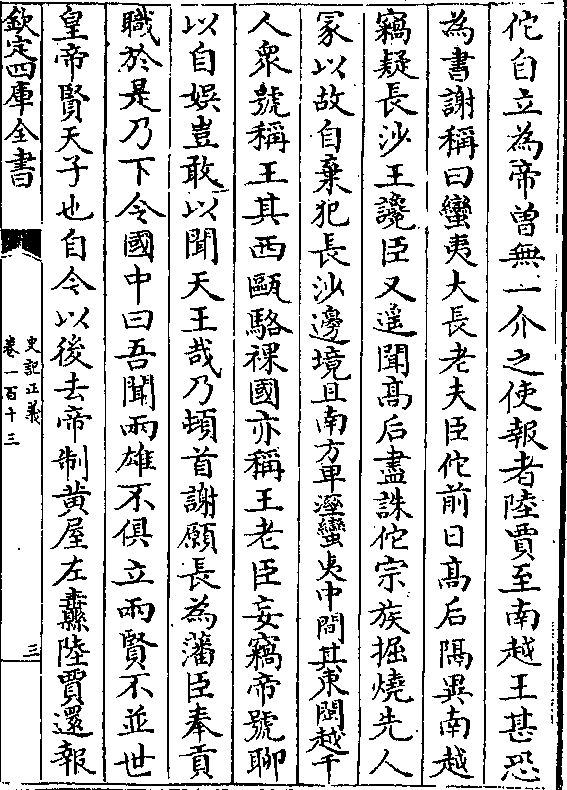 佗自立為帝曽無一介之使報者陸賈至南越王甚恐
為書謝稱曰蠻夷大長老夫臣佗前日髙后隔異南越
竊疑長沙王讒臣又遥聞髙后盡誅佗宗族掘燒先人
冢以故自棄犯長沙邊境且南方卑溼蠻夷中間其東閩越千
人衆號稱王其西甌駱裸國亦稱王老臣妄竊帝號聊
以自娛豈敢以聞天王哉乃頓首謝願長為藩臣奉貢
職於是乃下令國中曰吾聞兩雄不俱立兩賢不並世
皇帝賢天子也自今以後去帝制黄屋左纛陸賈還報
欽定四庫全書
史記正義
卷一百十三
三